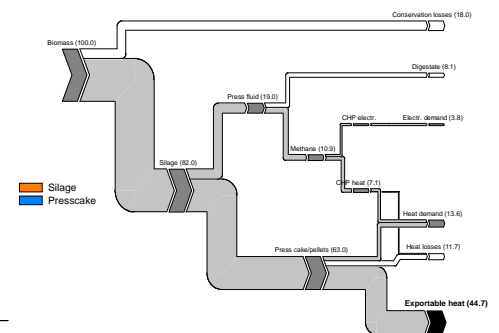 Conservation losses (18.0)
Biomass (100.0)
Digestate (8.1)
Press fluid (19.0)
CHP electr.
Electr. demand (3.8)
Methane (10.9)
Silage (82.0)
CHP heat (7.1)
Silage
Presscake
Heat demand (13.6)
Press cake/pellets (63.0)
Heat losses (11.7)
Exportable heat (44.7)